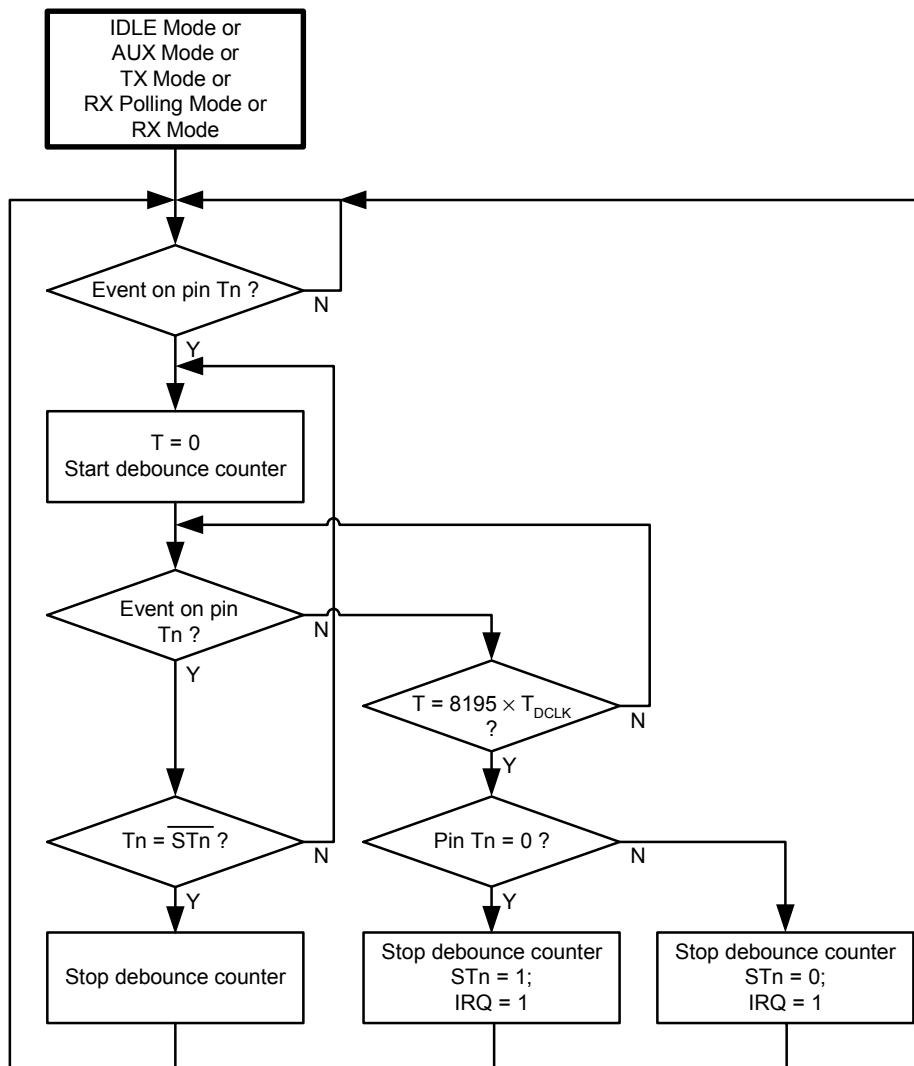 IDLE Mode or
AUX Mode or
TX Mode or
RX Polling Mode or
RX Mode
Event on pin Tn ?
N
Y
T = 0
Start debounce counter
Event on pin
Tn ?
N
Y
T = 8195 × T_DCLK
?
N
Y
Tn = S̅T̅n̅ ?
N
Y
Pin Tn = 0 ?
N
Y
Stop debounce counter
Stop debounce counter
STn = 1;
IRQ = 1
Stop debounce counter
STn = 0;
IRQ = 1